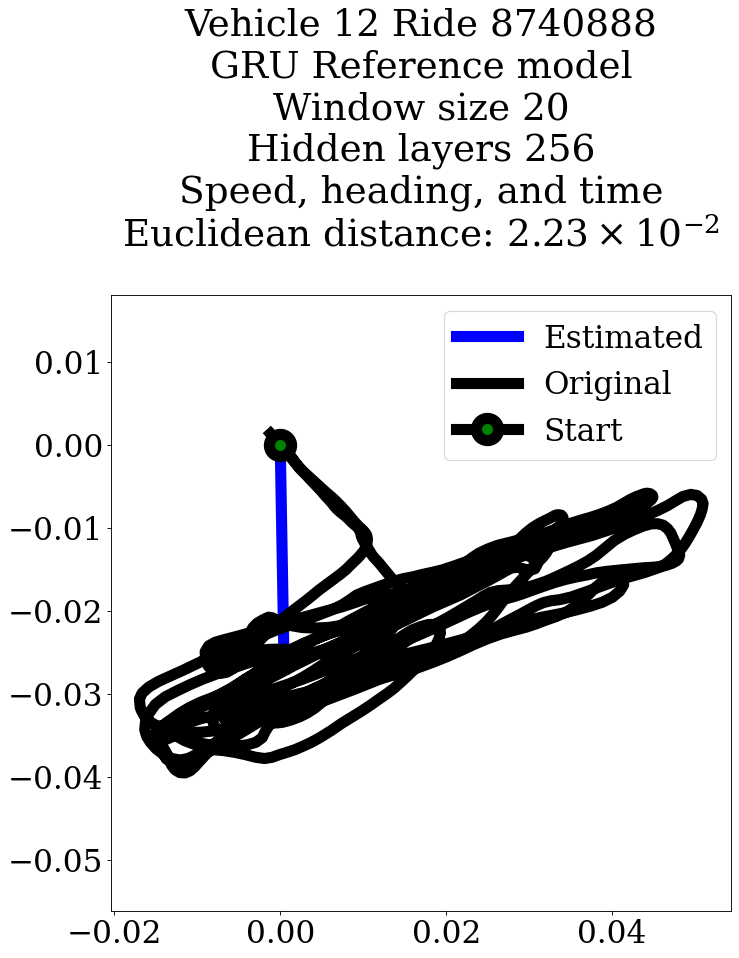 Vehicle 12 Ride 8740888
GRU Reference model
Window size 20
Hidden layers 256
Speed, heading, and time
Euclidean distance: 2.23 × 10⁻²
Estimated
Original
Start
0.01
0.00
−0.01
−0.02
−0.03
−0.04
−0.05
−0.02
0.00
0.02
0.04